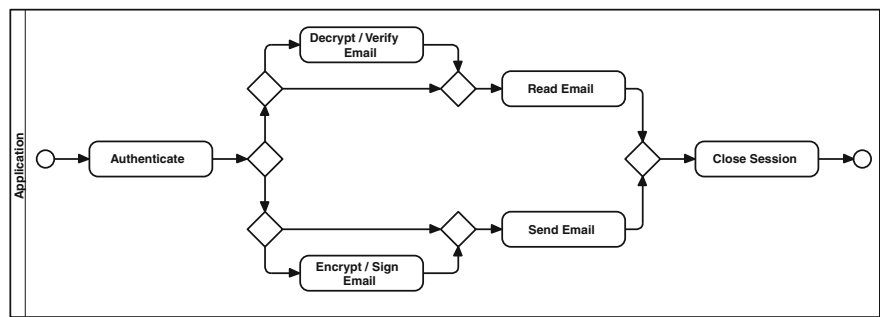 Application
Authenticate
Decrypt / Verify
Email
Read Email
Close Session
Send Email
Encrypt / Sign
Email